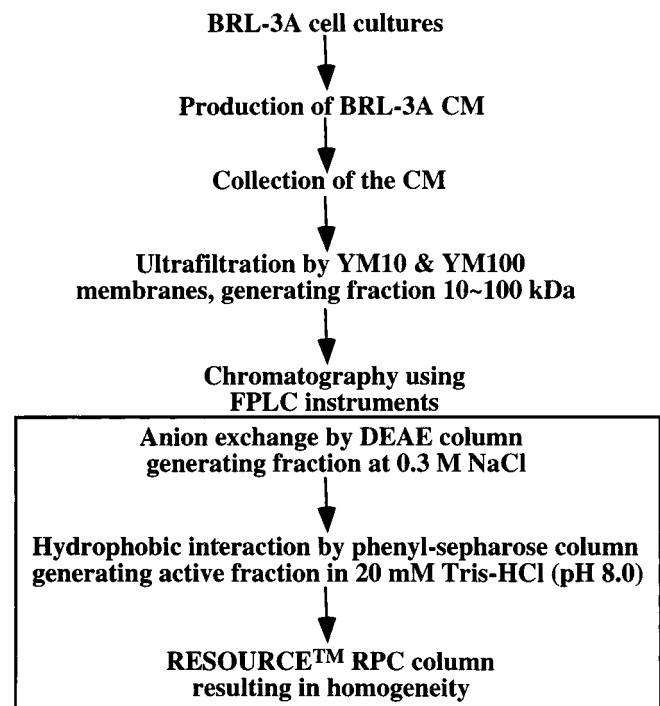 BRL-3A cell cultures
Production of BRL-3A CM
Collection of the CM
Ultrafiltration by YM10 & YM100
membranes, generating fraction 10~100 kDa
Chromatography using
FPLC instruments
Anion exchange by DEAE column
generating fraction at 0.3 M NaCl
Hydrophobic interaction by phenyl-sepharose column
generating active fraction in 20 mM Tris-HCl (pH 8.0)
RESOURCE™ RPC column
resulting in homogeneity